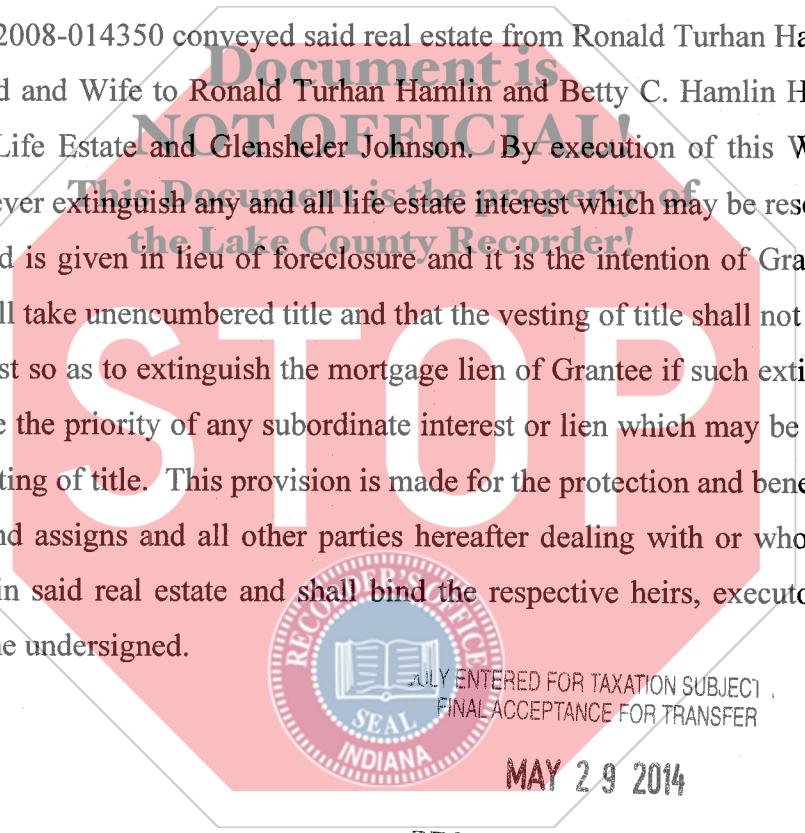 2008-014350 conveyed said real estate from Ronald Turhan Ha
Document is
d and Wife to Ronald Turhan Hamlin and Betty C. Hamlin H
NOT OFFICIAL!
Life Estate and Glensheler Johnson. By execution of this W
This Document is the property of
ever extinguish any and all life estate interest which may be rese
the Lake County Recorder!
d is given in lieu of foreclosure and it is the intention of Gra
ll take unencumbered title and that the vesting of title shall not
st so as to extinguish the mortgage lien of Grantee if such exti
e the priority of any subordinate interest or lien which may be
ting of title. This provision is made for the protection and bene
nd assigns and all other parties hereafter dealing with or who
in said real estate and shall bind the respective heirs, executo
he undersigned.
STOP
RECORDER'S OFFICE
SEAL
INDIANA
ULY ENTERED FOR TAXATION SUBJECT
FINAL ACCEPTANCE FOR TRANSFER
MAY 29 2014